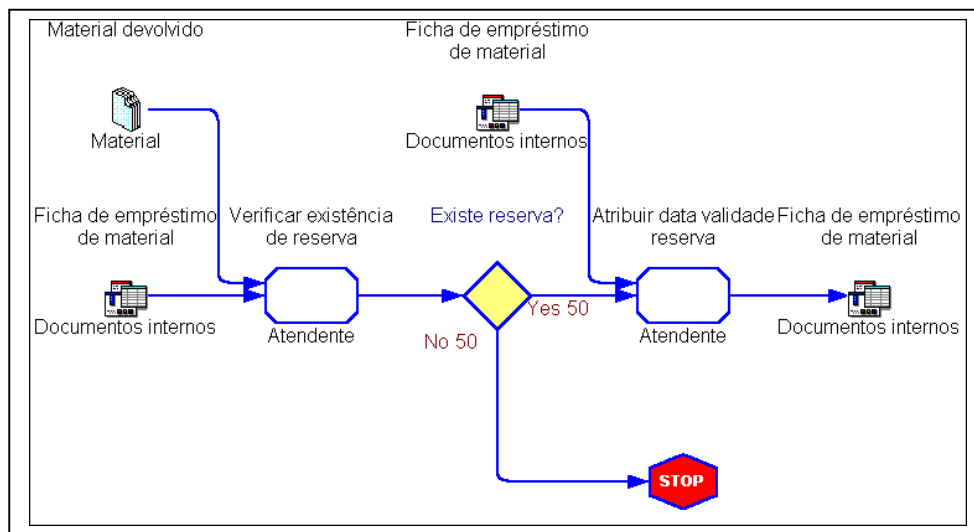 Material devolvido
Ficha de empréstimo
de material
Material
Documentos internos
Ficha de empréstimo
de material
Verificar existência
de reserva
Existe reserva?
Atribuir data validade
reserva
Ficha de empréstimo
de material
Documentos internos
Atendente
Yes 50
No 50
Atendente
Documentos internos
STOP